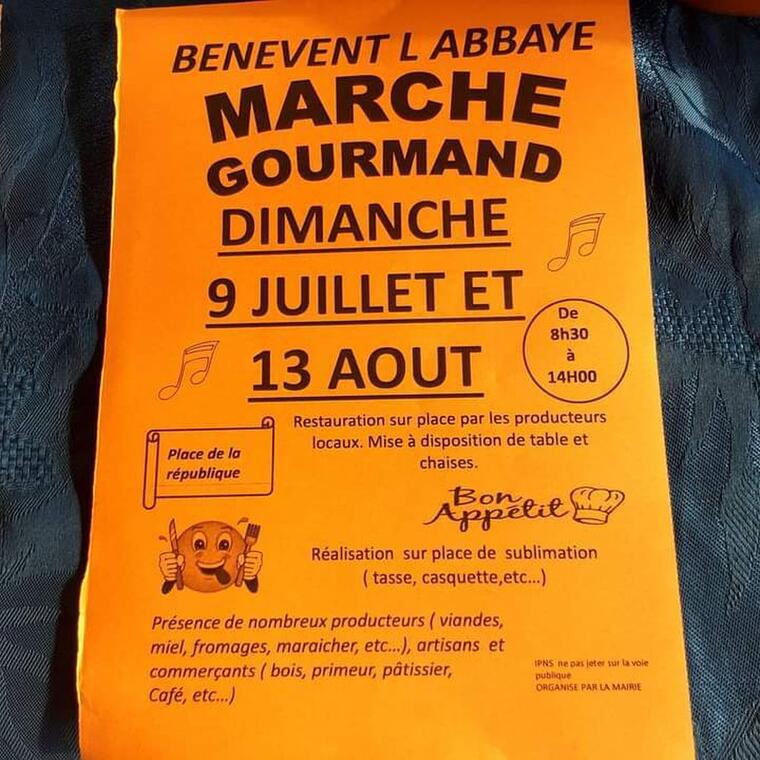 BENEVENT L ABBAYE
MARCHE
GOURMAND
DIMANCHE
9 JUILLET ET
13 AOUT
De
8h30
à
14H00
Restauration sur place par les producteurs
locaux. Mise à disposition de table et
chaises.
Place de la
république
Bon
Appétit
Réalisation sur place de sublimation
( tasse, casquette,etc...)
Présence de nombreux producteurs ( viandes,
miel, fromages, maraicher, etc...), artisans et
commerçants ( bois, primeur, pâtissier,
Café, etc...)
IPNS ne pas jeter sur la voie
publique
ORGANISE PAR LA MAIRIE